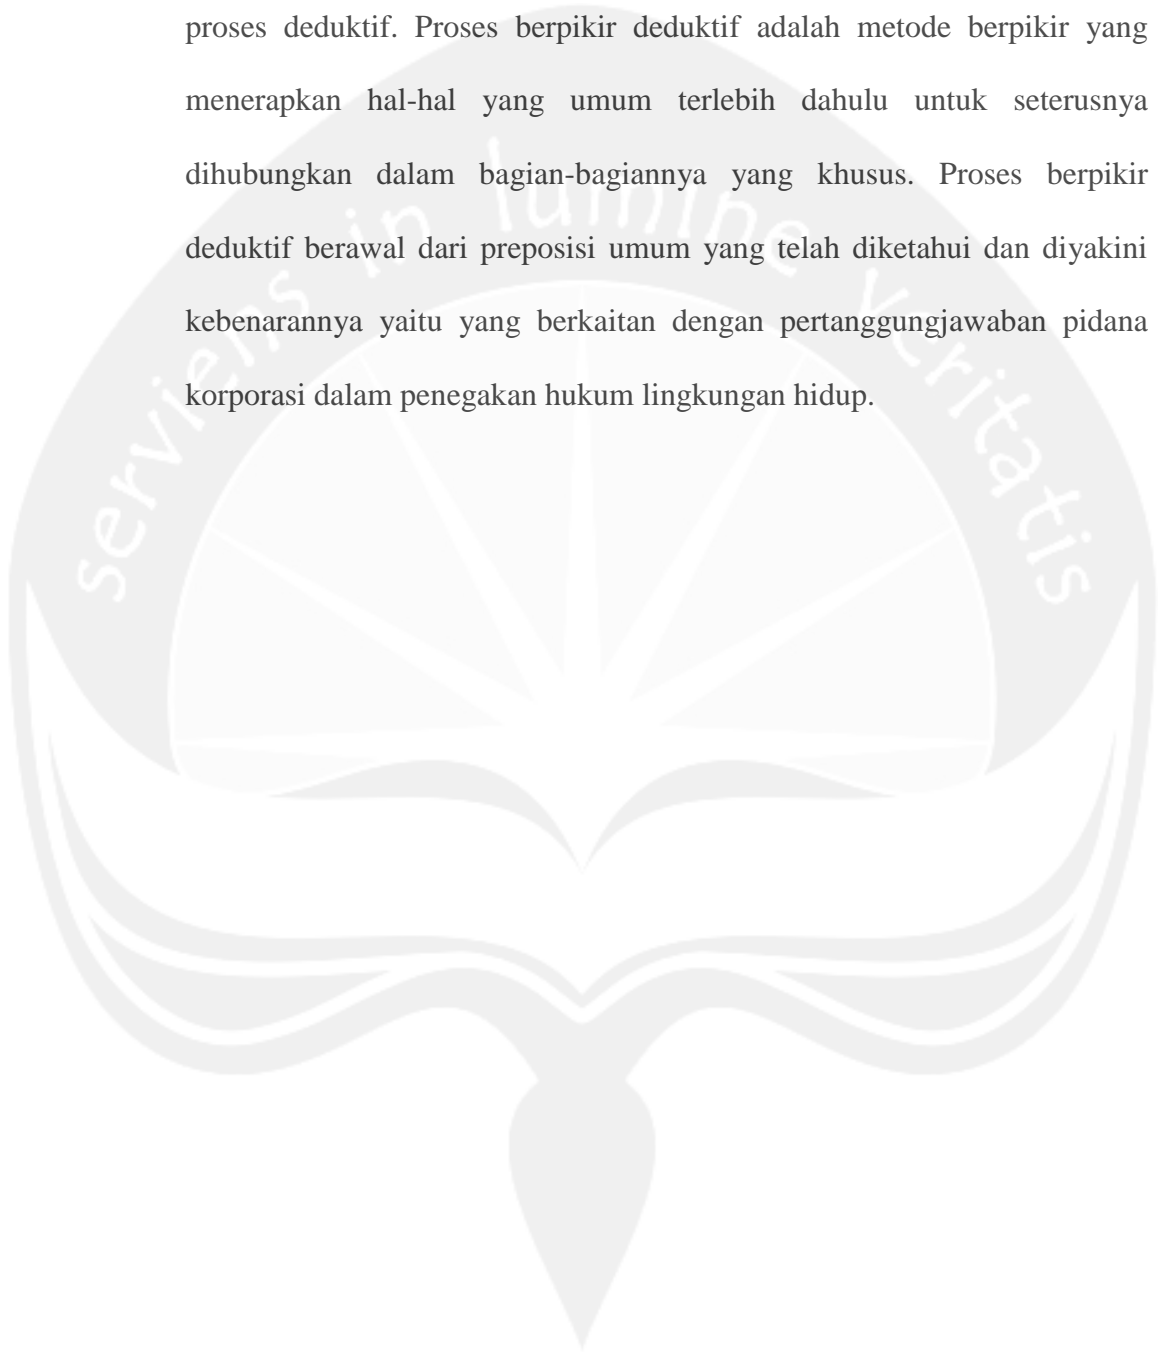 proses deduktif. Proses berpikir deduktif adalah metode berpikir yang
menerapkan hal-hal yang umum terlebih dahulu untuk seterusnya
dihubungkan dalam bagian-bagiannya yang khusus. Proses berpikir
deduktif berawal dari preposisi umum yang telah diketahui dan diyakini
kebenarannya yaitu yang berkaitan dengan pertanggungjawaban pidana
korporasi dalam penegakan hukum lingkungan hidup.
serviens in lumine veritatis